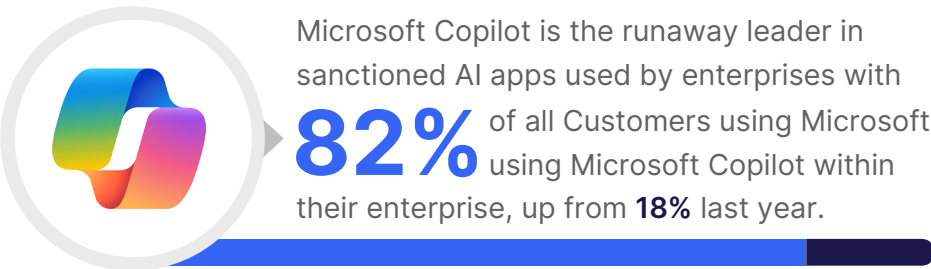 Microsoft Copilot is the runaway leader in
sanctioned AI apps used by enterprises with
82% of all Customers using Microsoft
using Microsoft Copilot within
their enterprise, up from 18% last year.